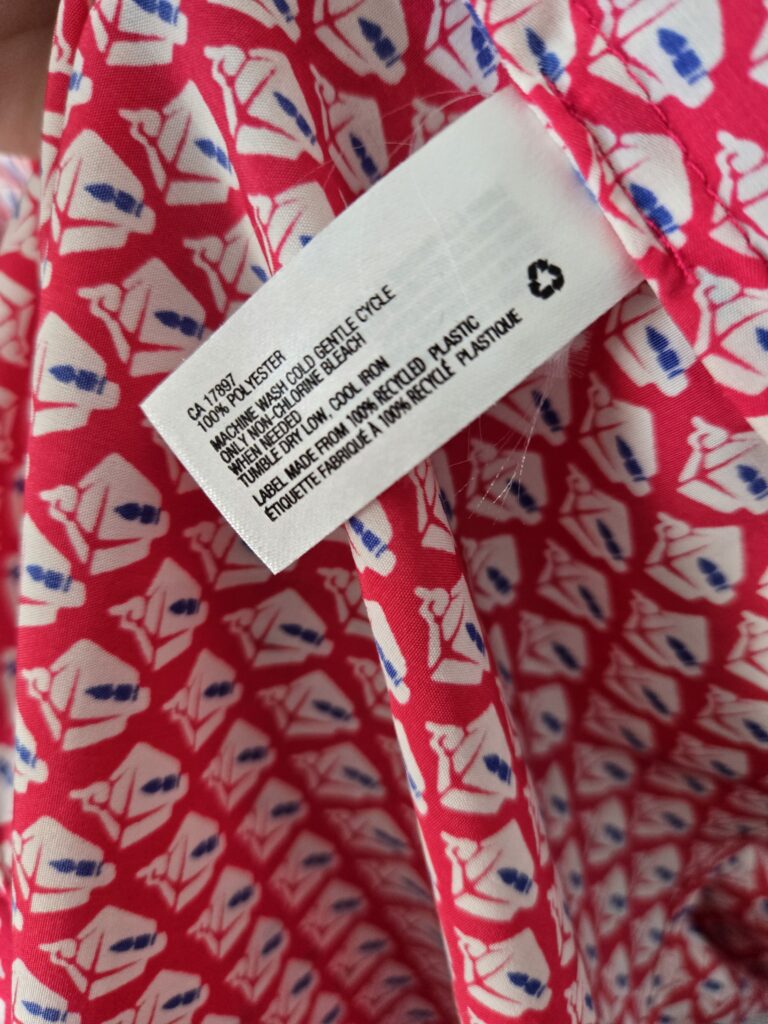 CA 17897
100% POLYESTER
MACHINE WASH COLD GENTLE CYCLE
ONLY NON-CHLORINE BLEACH
WHEN NEEDED
TUMBLE DRY LOW, COOL IRON
LABEL MADE FROM 100% RECYCLED PLASTIC
ÉTIQUETTE FABRIQUÉ À 100% RECYCLÉ PLASTIQUE